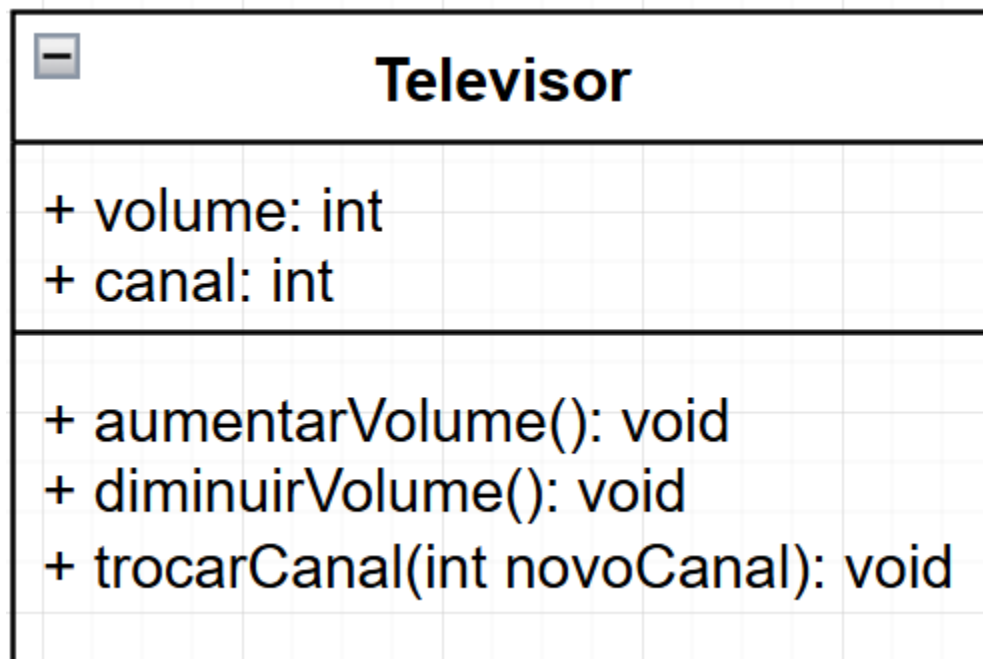 Televisor
+ volume: int
+ canal: int
+ aumentarVolume(): void
+ diminuirVolume(): void
+ trocarCanal(int novoCanal): void